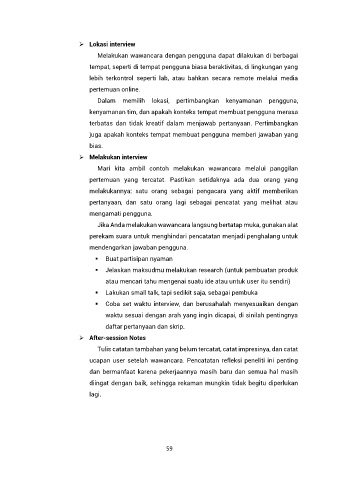 ➢ Lokasi interview
Melakukan wawancara dengan pengguna dapat dilakukan di berbagai
tempat, seperti di tempat pengguna biasa beraktivitas, di lingkungan yang
lebih terkontrol seperti lab, atau bahkan secara remote melalui media
pertemuan online.
Dalam memilih lokasi, pertimbangkan kenyamanan pengguna,
kenyamanan tim, dan apakah konteks tempat membuat pengguna merasa
terbatas dan tidak kreatif dalam menjawab pertanyaan. Pertimbangkan
juga apakah konteks tempat membuat pengguna memberi jawaban yang
bias.
➢ Melakukan interview
Mari kita ambil contoh melakukan wawancara melalui panggilan
pertemuan yang tercatat. Pastikan setidaknya ada dua orang yang
melakukannya: satu orang sebagai pengacara yang aktif memberikan
pertanyaan, dan satu orang lagi sebagai pencatat yang melihat atau
mengamati pengguna.
Jika Anda melakukan wawancara langsung bertatap muka, gunakan alat
perekam suara untuk menghindari pencatatan menjadi penghalang untuk
mendengarkan jawaban pengguna.
▪ Buat partisipan nyaman
▪ Jelaskan maksudmu melakukan research (untuk pembuatan produk
atau mencari tahu mengenai suatu ide atau untuk user itu sendiri)
▪ Lakukan small talk, tapi sedikit saja, sebagai pembuka
▪ Coba set waktu interview, dan berusahalah menyesuaikan dengan
waktu sesuai dengan arah yang ingin dicapai, di sinilah pentingnya
daftar pertanyaan dan skrip.
➢ After-session Notes
Tulis catatan tambahan yang belum tercatat, catat impresinya, dan catat
ucapan user setelah wawancara. Pencatatan refleksi peneliti ini penting
dan bermanfaat karena pekerjaannya masih baru dan semua hal masih
diingat dengan baik, sehingga rekaman mungkin tidak begitu diperlukan
lagi.
59